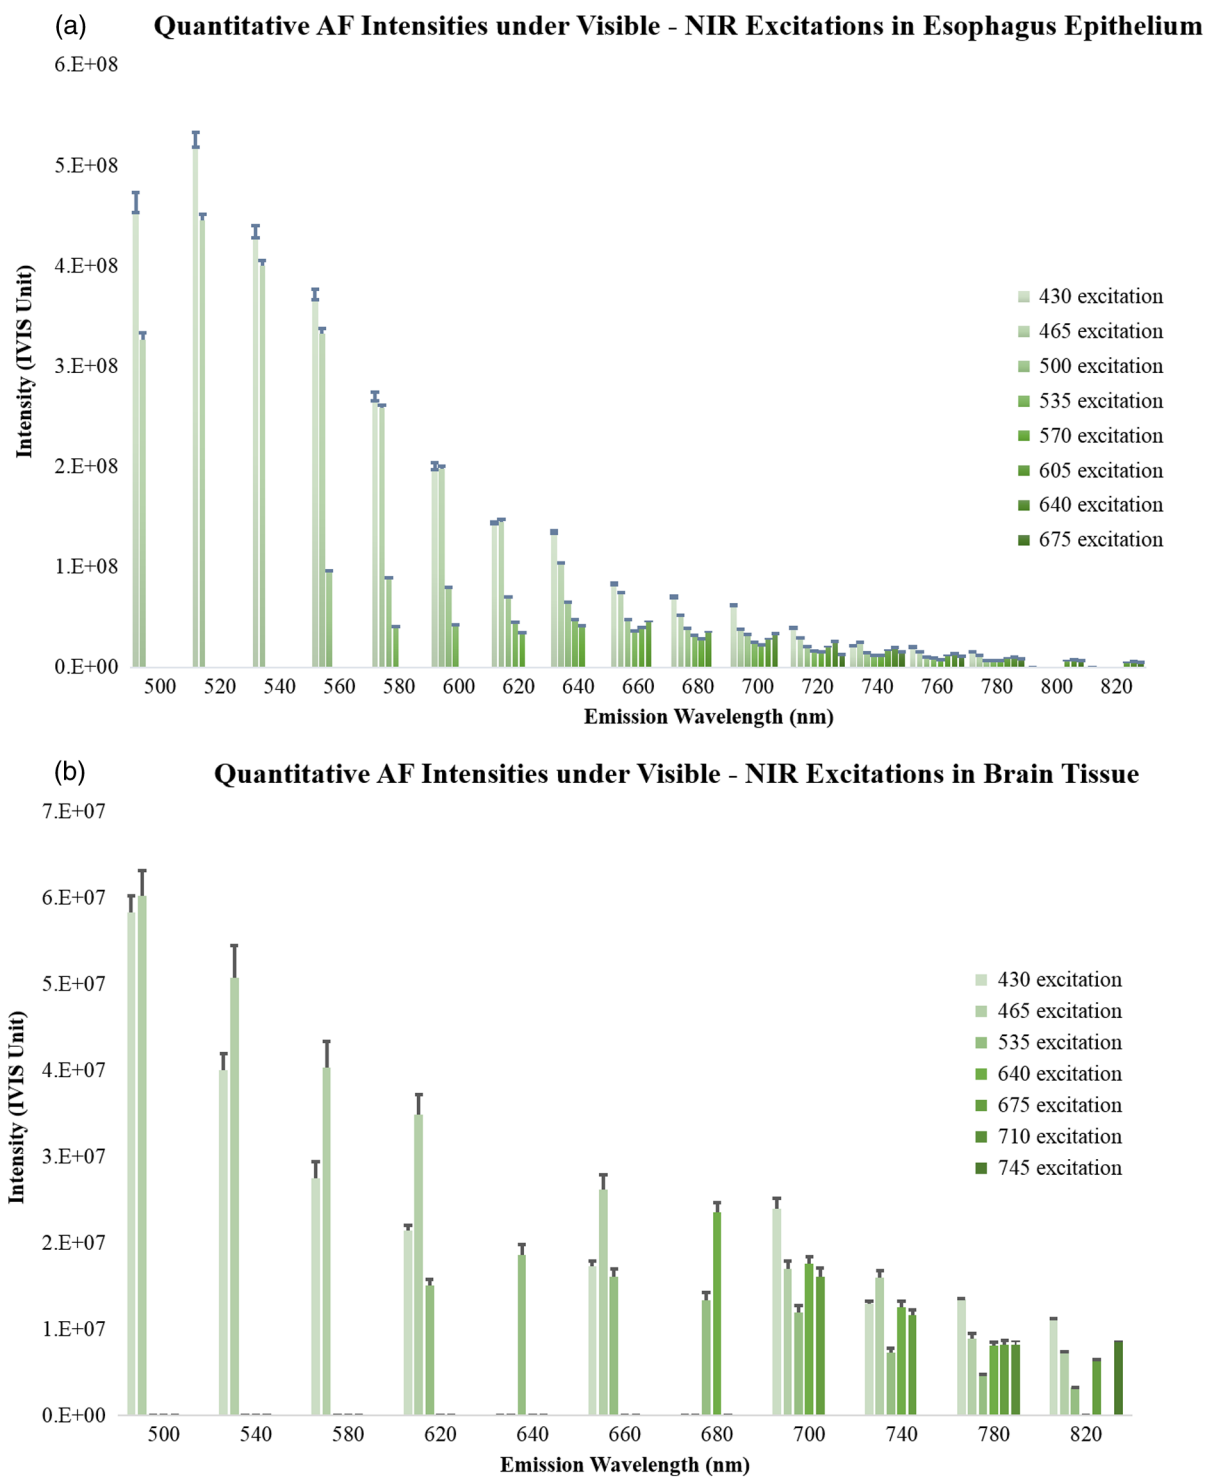 (a)
Quantitative AF Intensities under Visible - NIR Excitations in Esophagus Epithelium
6.E+08
5.E+08
4.E+08
3.E+08
2.E+08
1.E+08
0.E+00
Intensity (IVIS Unit)
430 excitation
465 excitation
500 excitation
535 excitation
570 excitation
605 excitation
640 excitation
675 excitation
500 520 540 560 580 600 620 640 660 680 700 720 740 760 780 800 820
Emission Wavelength (nm)
(b)
Quantitative AF Intensities under Visible - NIR Excitations in Brain Tissue
7.E+07
6.E+07
5.E+07
4.E+07
3.E+07
2.E+07
1.E+07
0.E+00
Intensity (IVIS Unit)
430 excitation
465 excitation
535 excitation
640 excitation
675 excitation
710 excitation
745 excitation
500 540 580 620 640 660 680 700 740 780 820
Emission Wavelength (nm)